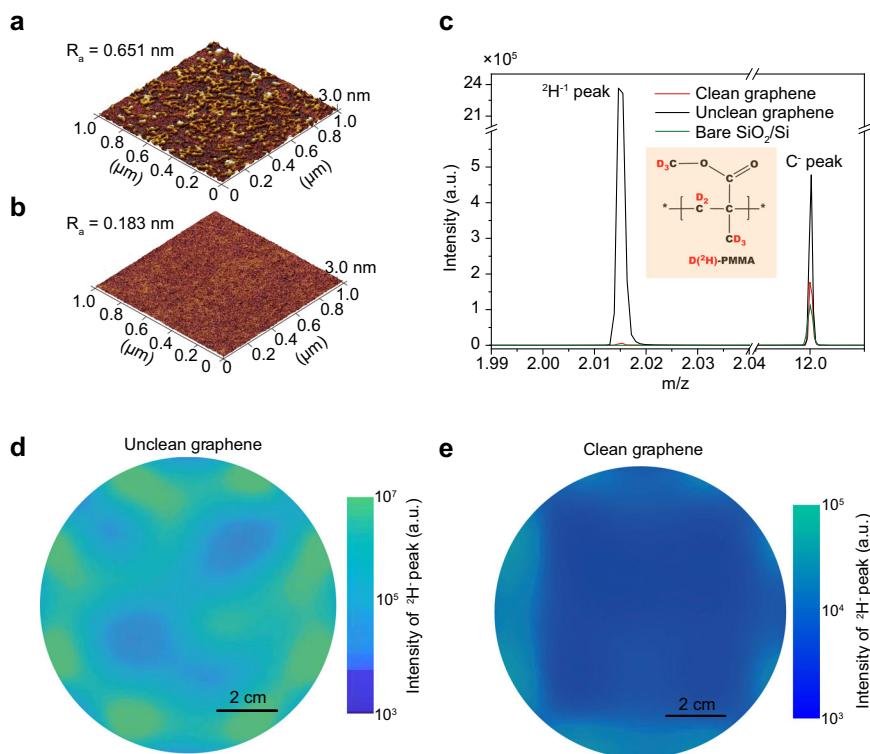 a
Rₐ = 0.651 nm
3.0 nm
1.0
0.8
0.6
0.4
0.2
0
(µm)
1.0
0.8
0.6
0.4
0.2
0
(µm)
b
Rₐ = 0.183 nm
3.0 nm
1.0
0.8
0.6
0.4
0.2
0
(µm)
1.0
0.8
0.6
0.4
0.2
0
(µm)
c
×10⁵
24
21
5
4
3
2
1
0
Intensity (a.u.)
²H⁻¹ peak
Clean graphene
Unclean graphene
Bare SiO₂/Si
C⁻ peak
D₃C
O
O
C
D₂
* C C *
CD₃
D(²H)-PMMA
1.99 2.00 2.01 2.02 2.03 2.04 12.0
m/z
d
Unclean graphene
2 cm
10⁷
10⁵
10³
Intensity of ²H⁻ peak (a.u.)
e
Clean graphene
2 cm
10⁵
10⁴
10³
Intensity of ²H⁻ peak (a.u.)